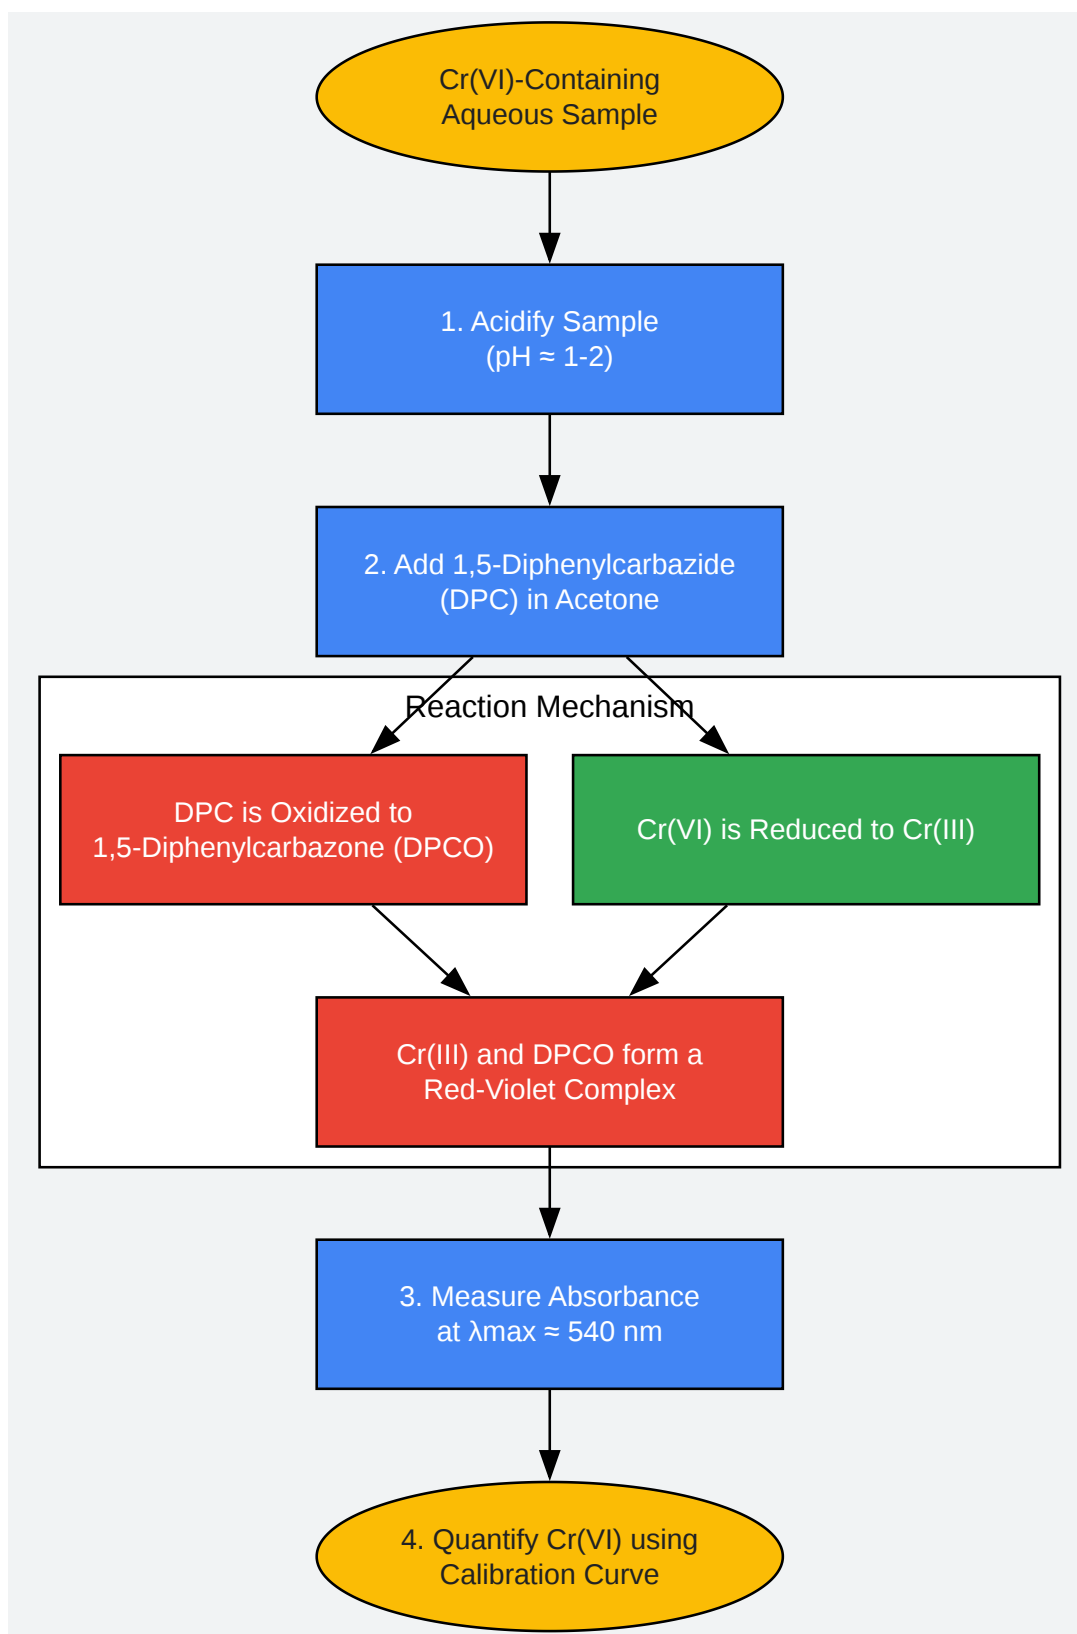 Cr(VI)-Containing
Aqueous Sample
1. Acidify Sample
(pH ≈ 1-2)
2. Add 1,5-Diphenylcarbazide
(DPC) in Acetone
Reaction Mechanism
DPC is Oxidized to
1,5-Diphenylcarbazone (DPCO)
Cr(VI) is Reduced to Cr(III)
Cr(III) and DPCO form a
Red-Violet Complex
3. Measure Absorbance
at λmax ≈ 540 nm
4. Quantify Cr(VI) using
Calibration Curve